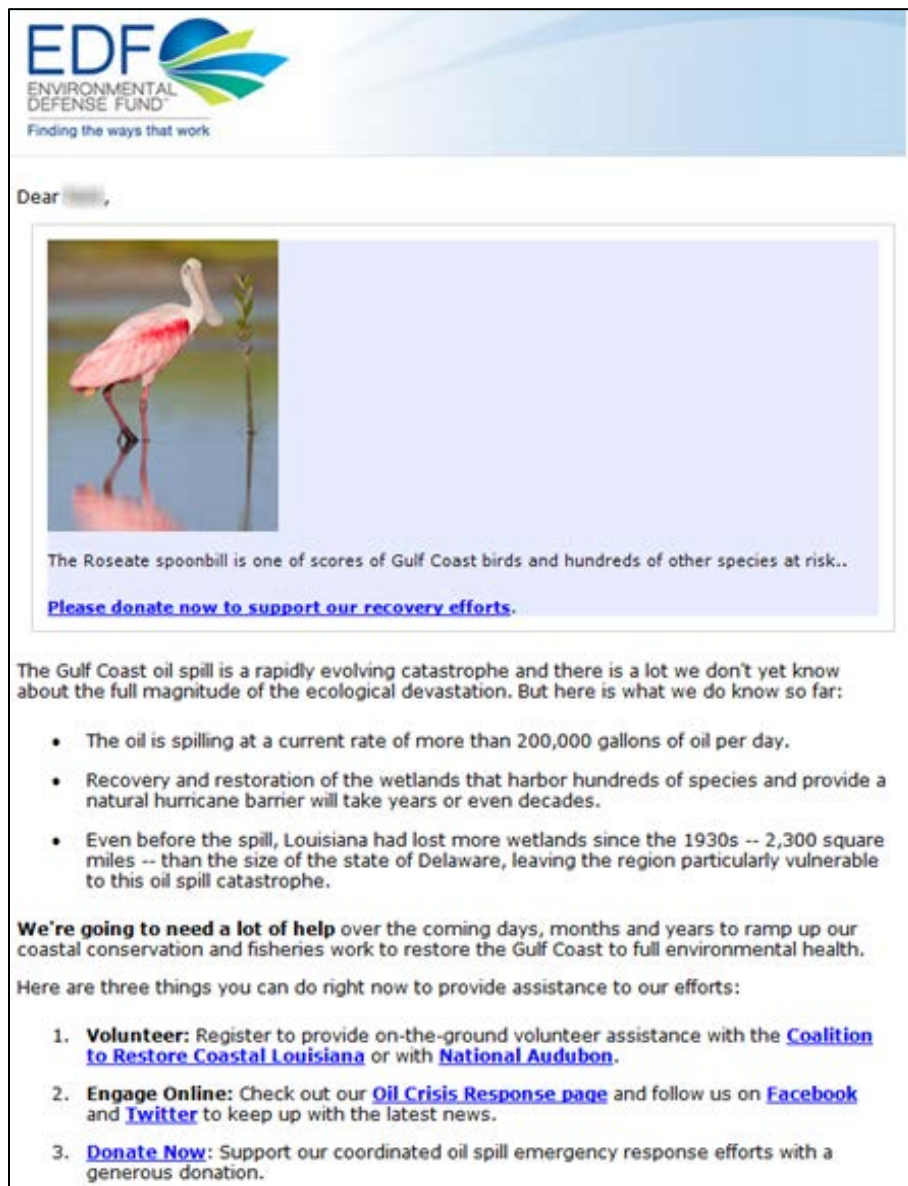 EDF
ENVIRONMENTAL
DEFENSE FUND™
Finding the ways that work
Dear ,
The Roseate spoonbill is one of scores of Gulf Coast birds and hundreds of other species at risk..
Please donate now to support our recovery efforts.
The Gulf Coast oil spill is a rapidly evolving catastrophe and there is a lot we don't yet know
about the full magnitude of the ecological devastation. But here is what we do know so far:
• The oil is spilling at a current rate of more than 200,000 gallons of oil per day.
• Recovery and restoration of the wetlands that harbor hundreds of species and provide a
natural hurricane barrier will take years or even decades.
• Even before the spill, Louisiana had lost more wetlands since the 1930s -- 2,300 square
miles -- than the size of the state of Delaware, leaving the region particularly vulnerable
to this oil spill catastrophe.
We're going to need a lot of help over the coming days, months and years to ramp up our
coastal conservation and fisheries work to restore the Gulf Coast to full environmental health.
Here are three things you can do right now to provide assistance to our efforts:
1. Volunteer: Register to provide on-the-ground volunteer assistance with the Coalition
to Restore Coastal Louisiana or with National Audubon.
2. Engage Online: Check out our Oil Crisis Response page and follow us on Facebook
and Twitter to keep up with the latest news.
3. Donate Now: Support our coordinated oil spill emergency response efforts with a
generous donation.